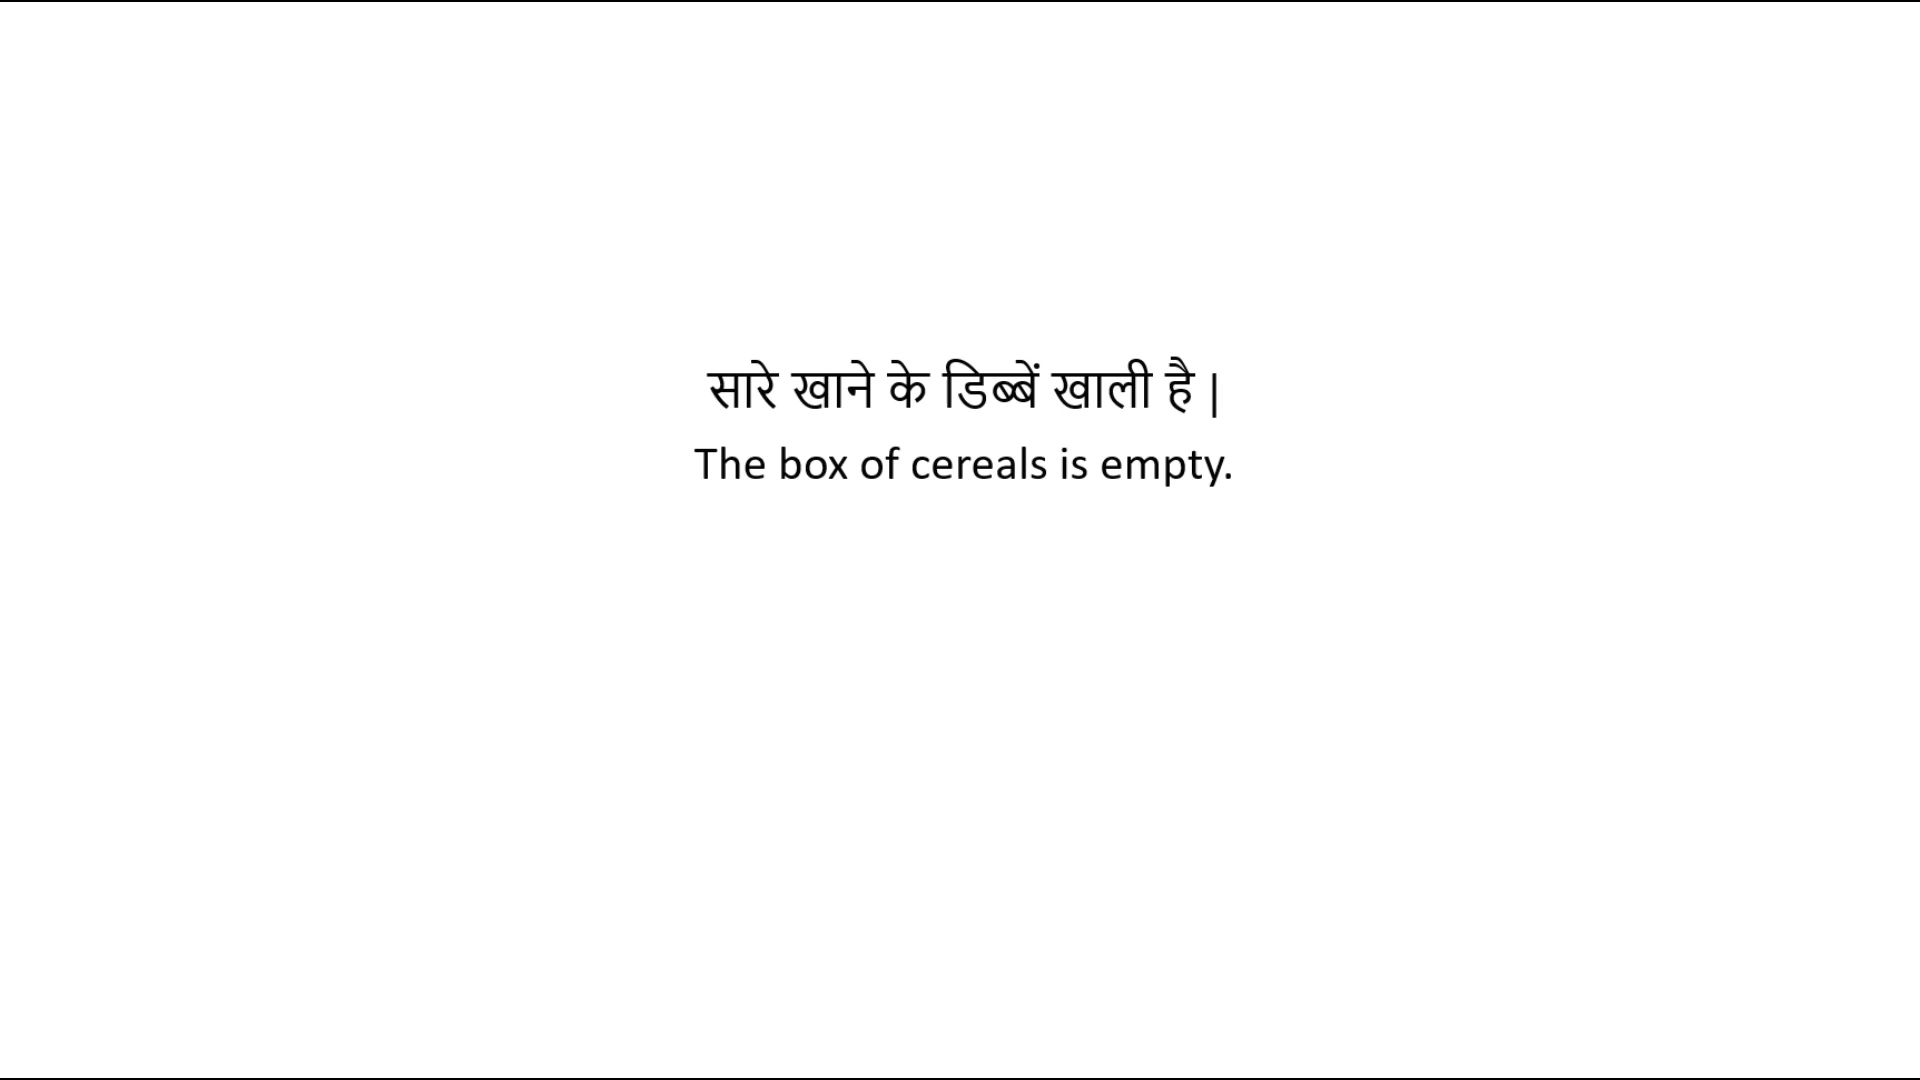 सारे खाने के डिब्बें खाली है |
The box of cereals is empty.